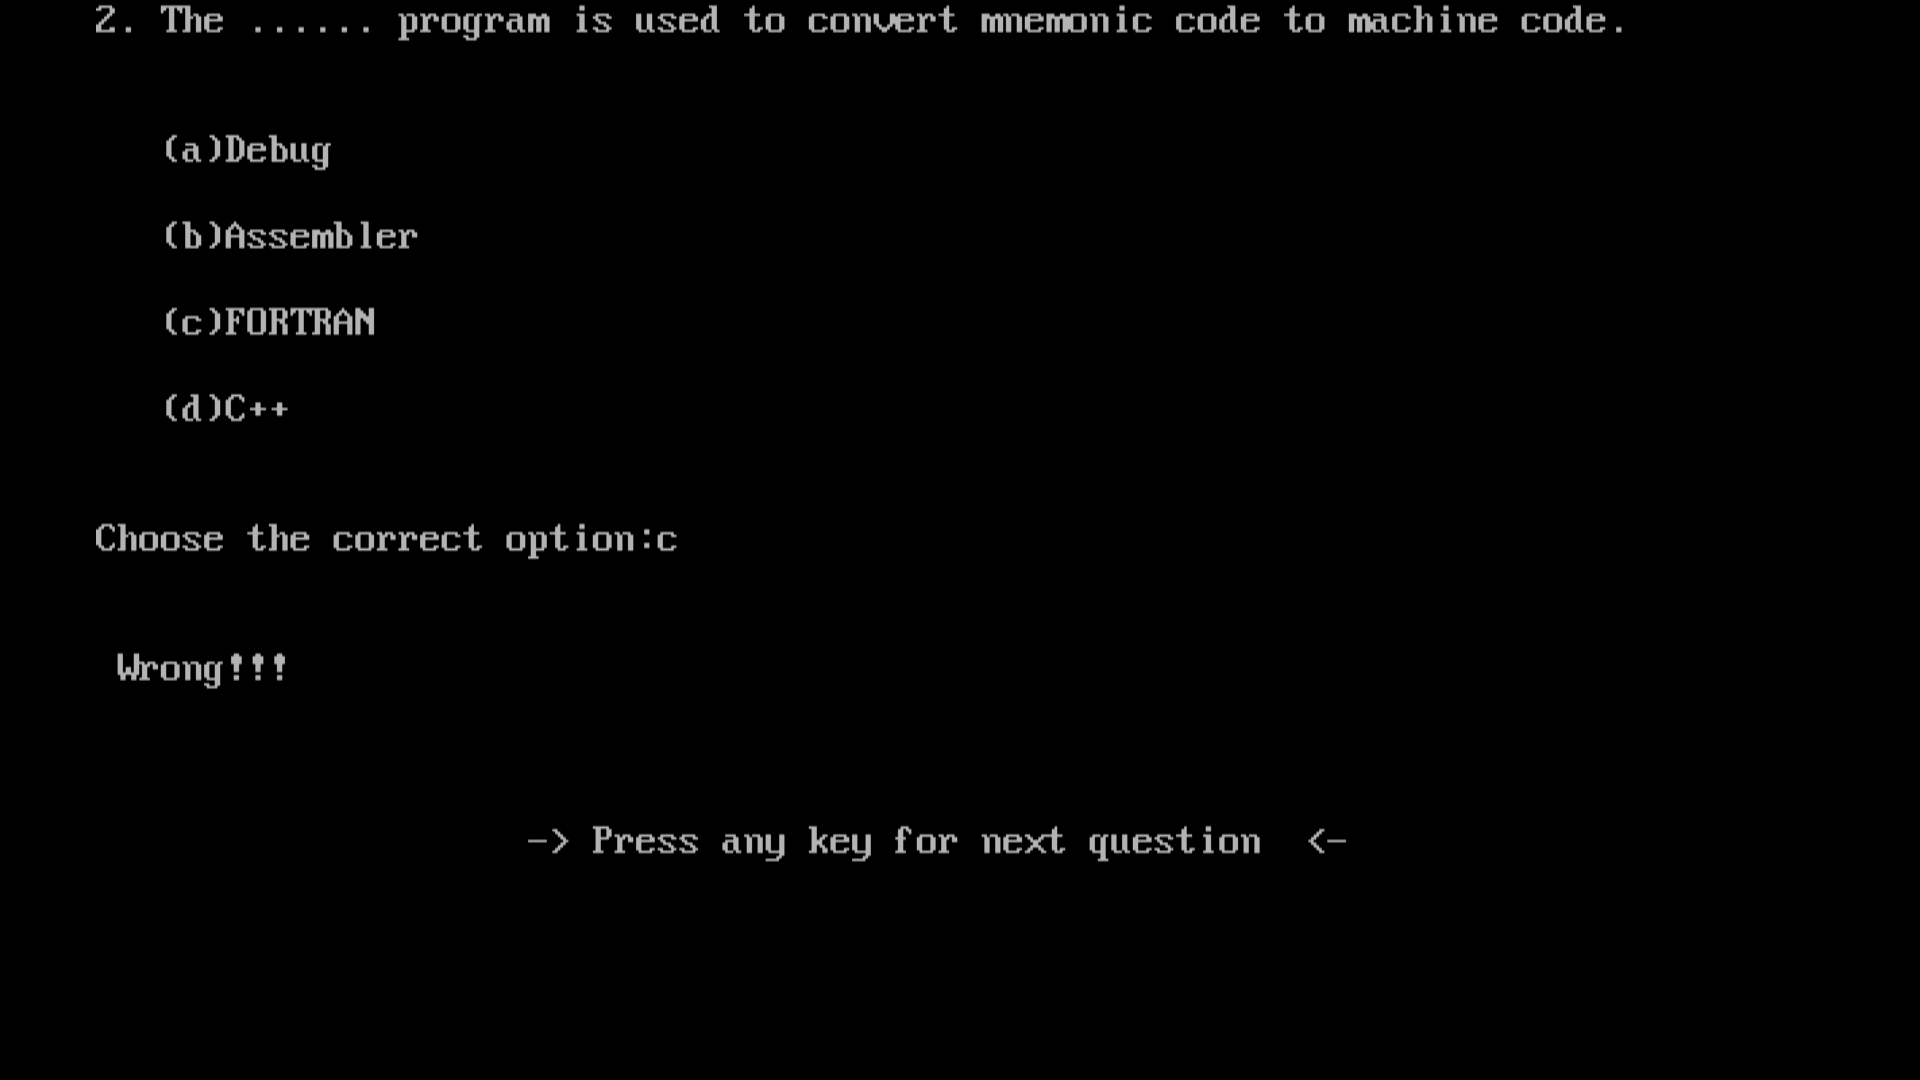 2. The ...... program is used to convert mnemonic code to machine code.
(a)Debug
(b)Assembler
(c)FORTRAN
(d)C++
Choose the correct option:c
Wrong!!!
-> Press any key for next question  <-